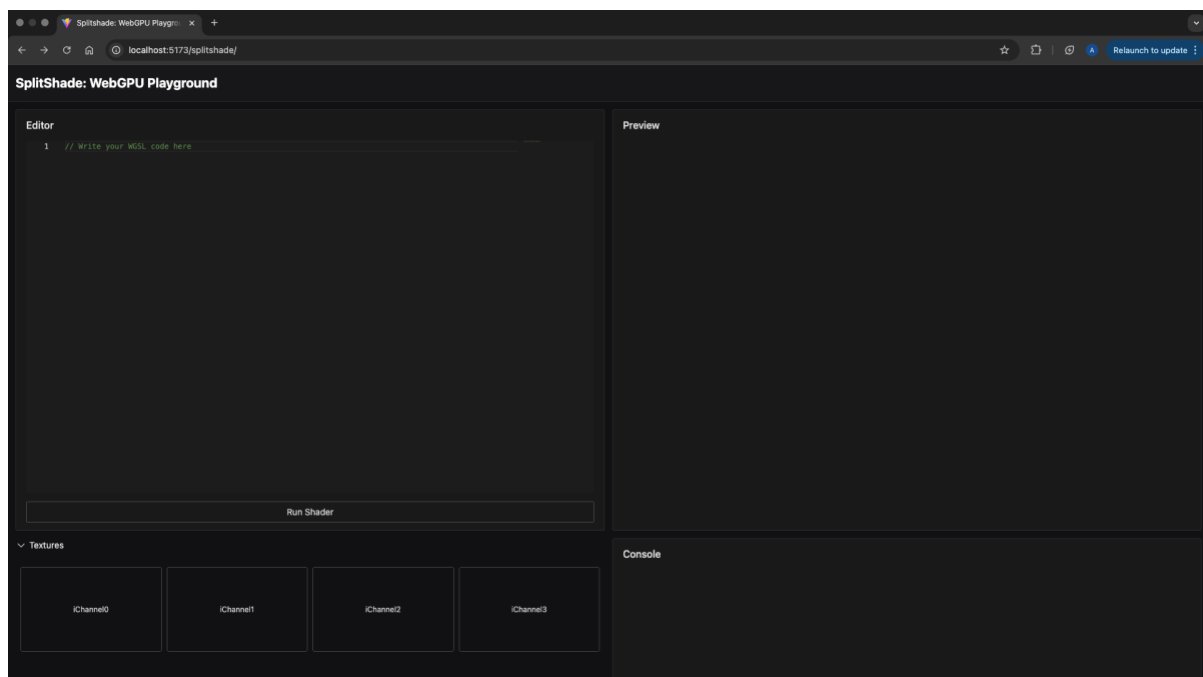 Splitshade: WebGPU Playgro
localhost:5173/splitshade/
A
Relaunch to update
SplitShade: WebGPU Playground
Editor
1 // Write your WGSL code here
Run Shader
Textures
iChannel0
iChannel1
iChannel2
iChannel3
Preview
Console